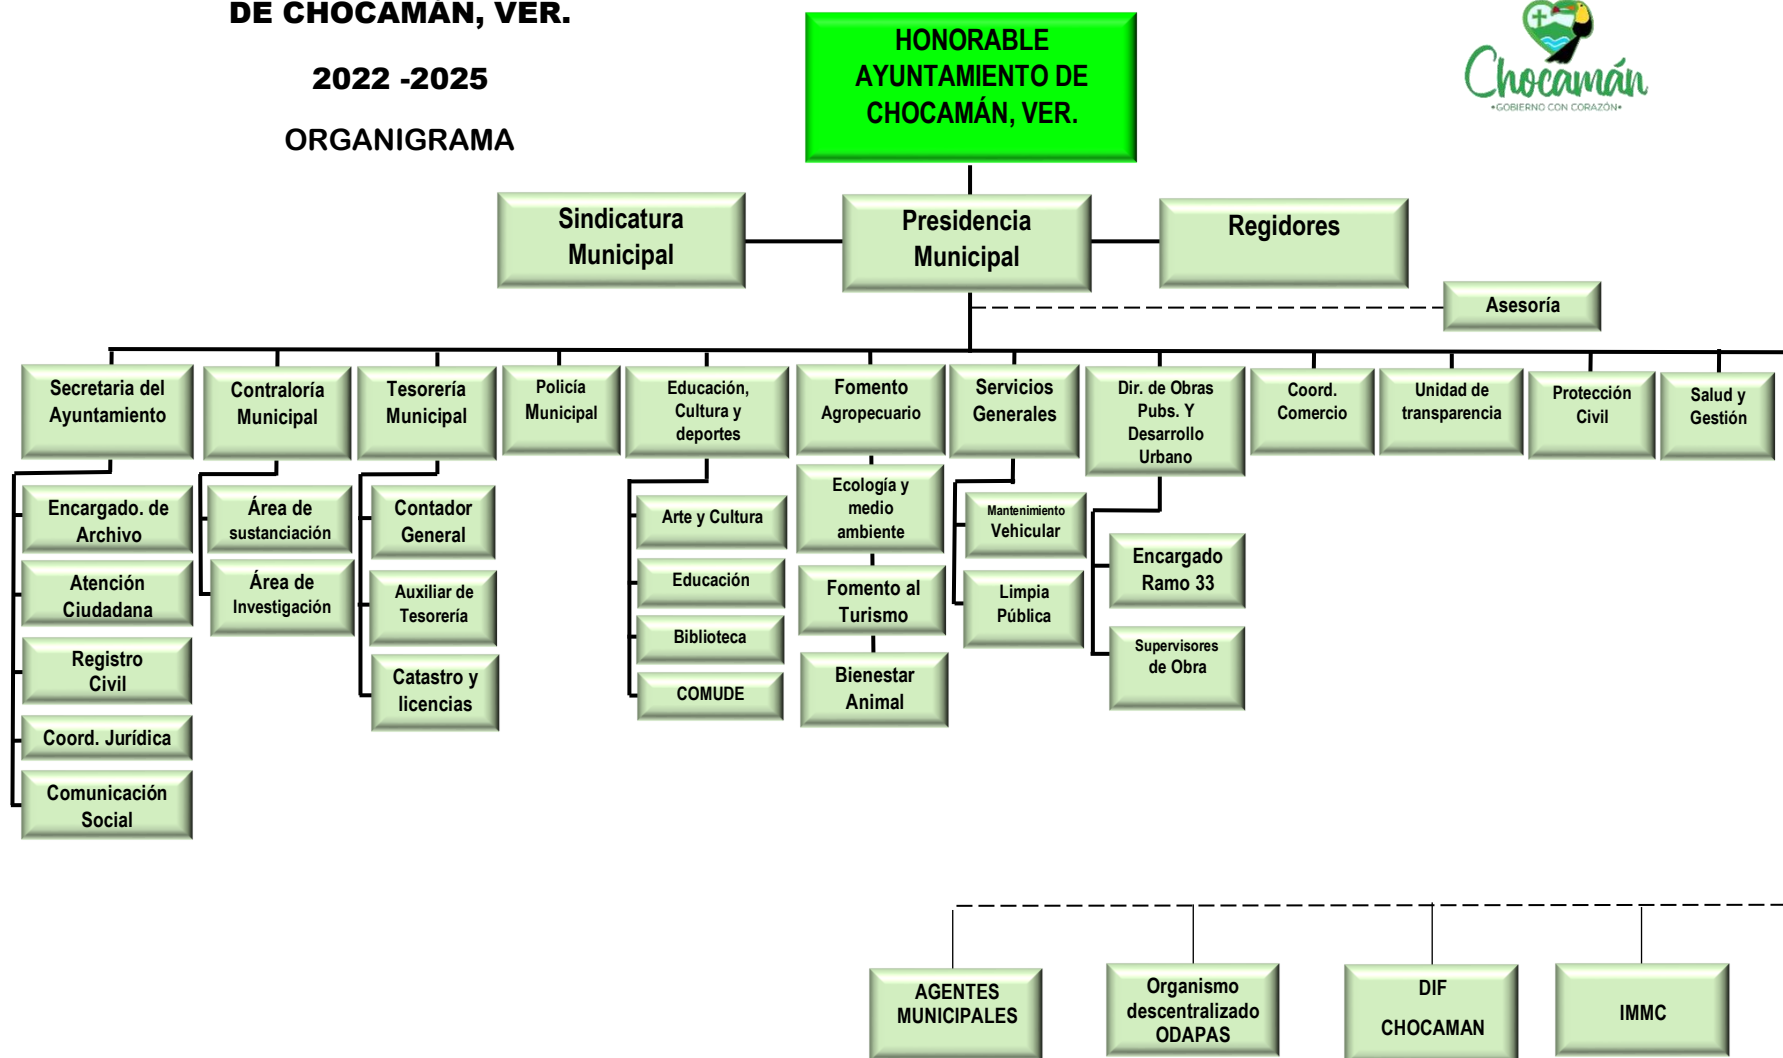 DE CHOCAMÁN, VER.
2022 -2025
ORGANIGRAMA
HONORABLE
AYUNTAMIENTO DE
CHOCAMÁN, VER.
Chocamán
•GOBIERNO CON CORAZÓN•
Sindicatura
Municipal
Presidencia
Municipal
Regidores
Asesoría
Secretaria del
Ayuntamiento
Contraloría
Municipal
Tesorería
Municipal
Policía
Municipal
Educación,
Cultura y
deportes
Fomento
Agropecuario
Servicios
Generales
Dir. de Obras
Pubs. Y
Desarrollo
Urbano
Coord.
Comercio
Unidad de
transparencia
Protección
Civil
Salud y
Gestión
Encargado. de
Archivo
Atención
Ciudadana
Registro
Civil
Coord. Jurídica
Comunicación
Social
Área de
sustanciación
Área de
Investigación
Contador
General
Auxiliar de
Tesorería
Catastro y
licencias
Arte y Cultura
Educación
Biblioteca
COMUDE
Ecología y
medio
ambiente
Fomento al
Turismo
Bienestar
Animal
Mantenimiento
Vehicular
Limpia
Pública
Encargado
Ramo 33
Supervisores
de Obra
AGENTES
MUNICIPALES
Organismo
descentralizado
ODAPAS
DIF
CHOCAMAN
IMMC